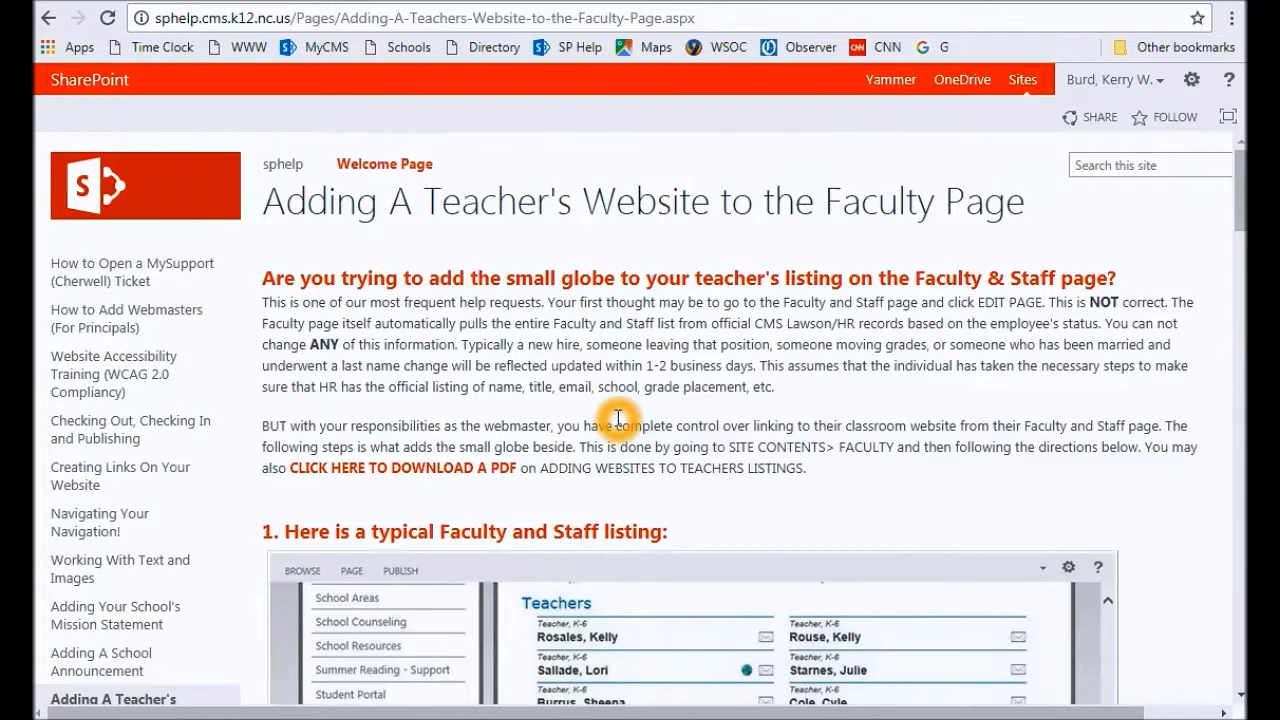 sphelp.cms.k12.nc.us/Pages/Adding-A-Teachers-Website-to-the-Faculty-Page.aspx
Apps Time Clock WWW MyCMS Schools Directory SP Help Maps WSOC Observer CNN CNN G G Other bookmarks
SharePoint Yammer OneDrive Sites Burd, Kerry W. ?
SHARE FOLLOW
S
sphelp Welcome Page
Search this site
Adding A Teacher's Website to the Faculty Page
How to Open a MySupport
(Cherwell) Ticket
How to Add Webmasters
(For Principals)
Website Accessibility
Training (WCAG 2.0
Compliancy)
Checking Out, Checking In
and Publishing
Creating Links On Your
Website
Navigating Your
Navigation!
Working With Text and
Images
Adding Your School's
Mission Statement
Adding A School
Announcement
Adding A Teacher's
Are you trying to add the small globe to your teacher's listing on the Faculty & Staff page?
This is one of our most frequent help requests. Your first thought may be to go to the Faculty and Staff page and click EDIT PAGE. This is NOT correct. The
Faculty page itself automatically pulls the entire Faculty and Staff list from official CMS Lawson/HR records based on the employee's status. You can not
change ANY of this information. Typically a new hire, someone leaving that position, someone moving grades, or someone who has been married and
underwent a last name change will be reflected updated within 1-2 business days. This assumes that the individual has taken the necessary steps to make
sure that HR has the official listing of name, title, email, school, grade placement, etc.
BUT with your responsibilities as the webmaster, you have complete control over linking to their classroom website from their Faculty and Staff page. The
following steps is what adds the small globe beside. This is done by going to SITE CONTENTS> FACULTY and then following the directions below. You may
also CLICK HERE TO DOWNLOAD A PDF on ADDING WEBSITES TO TEACHERS LISTINGS.
1. Here is a typical Faculty and Staff listing:
BROWSE PAGE PUBLISH ?
School Areas
School Counseling
School Resources
Summer Reading - Support
Student Portal
Teachers
Teacher, K-6 Teacher, K-6
Rosales, Kelly Rouse, Kelly
Teacher, K-6 Teacher, K-6
Sallade, Lori Starnes, Julie
Teacher, K-6 Teacher, K-6
Burrus, Sheena Cole, Cyle